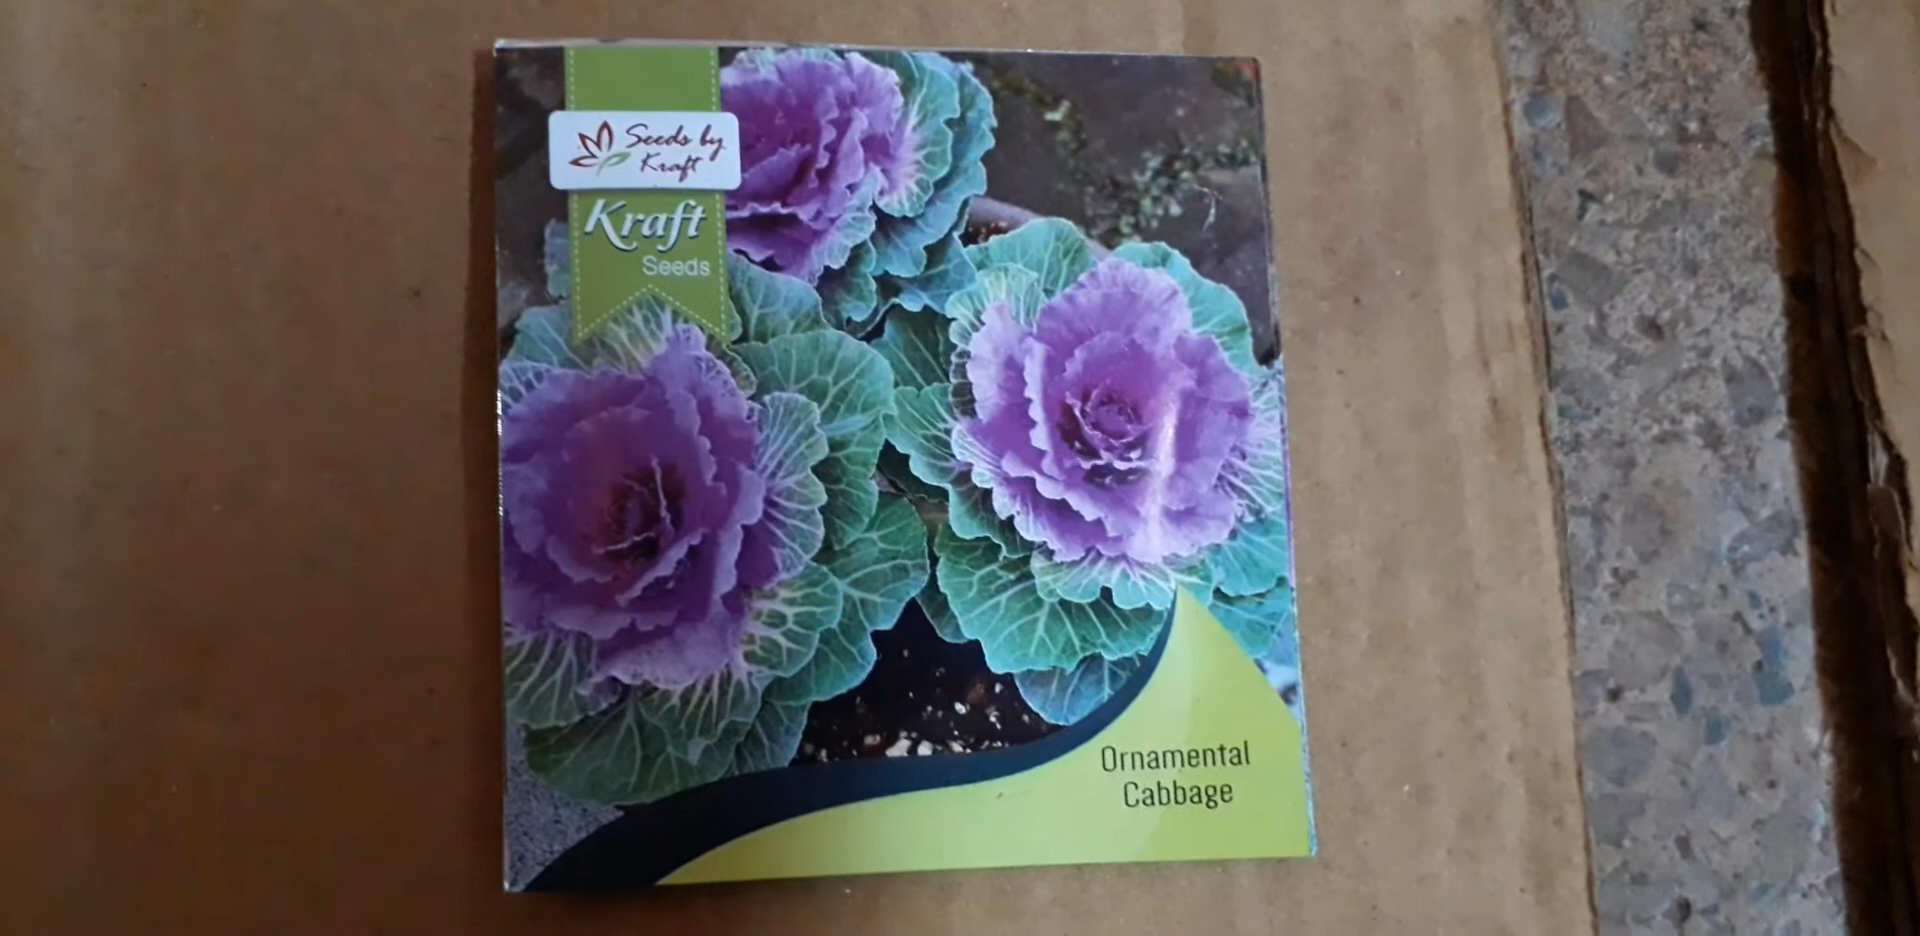 Seeds by
Kraft
Kraft
Seeds
Ornamental
Cabbage